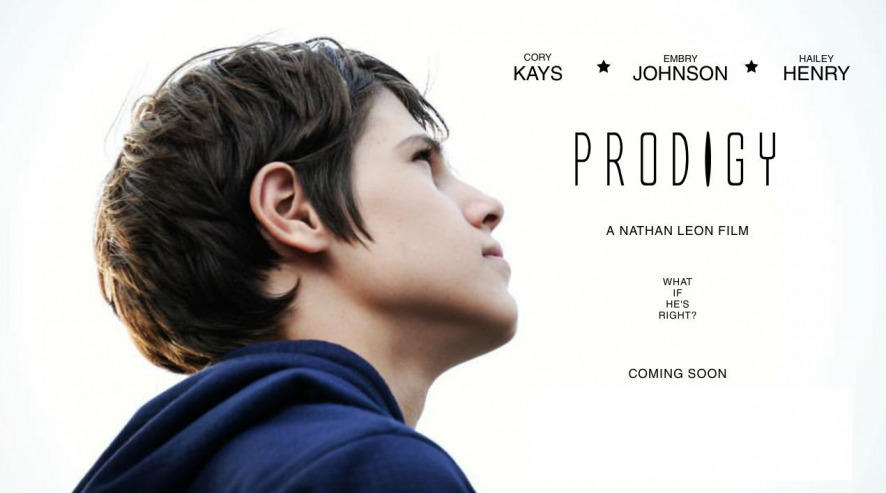 CORY EMBRY HAILEY
KAYS ★ JOHNSON ★ HENRY
PRODIGY
A NATHAN LEON FILM
WHAT
IF
HE'S
RIGHT?
COMING SOON